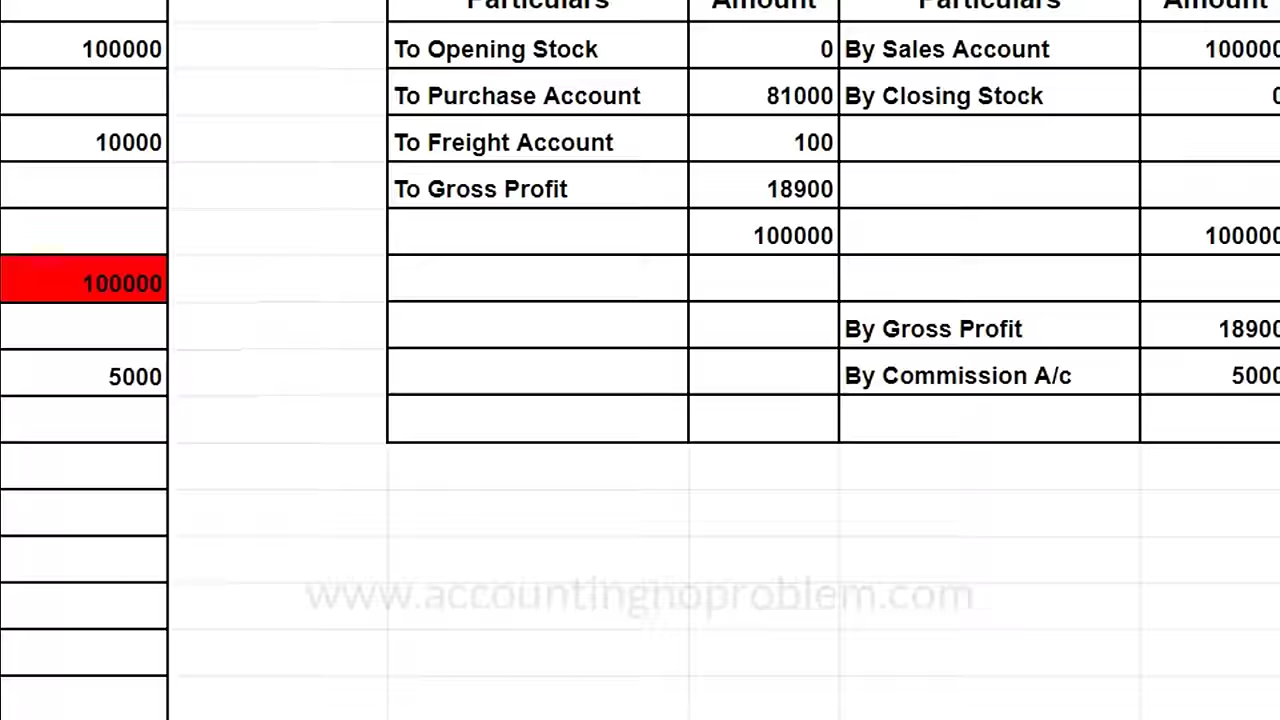 Particulars Amount Particulars Amount
100000 To Opening Stock 0 By Sales Account 100000
To Purchase Account 81000 By Closing Stock 0
10000 To Freight Account 100
To Gross Profit 18900
100000 100000
100000
By Gross Profit 18900
5000 By Commission A/c 5000
www.accountingnoproblem.com